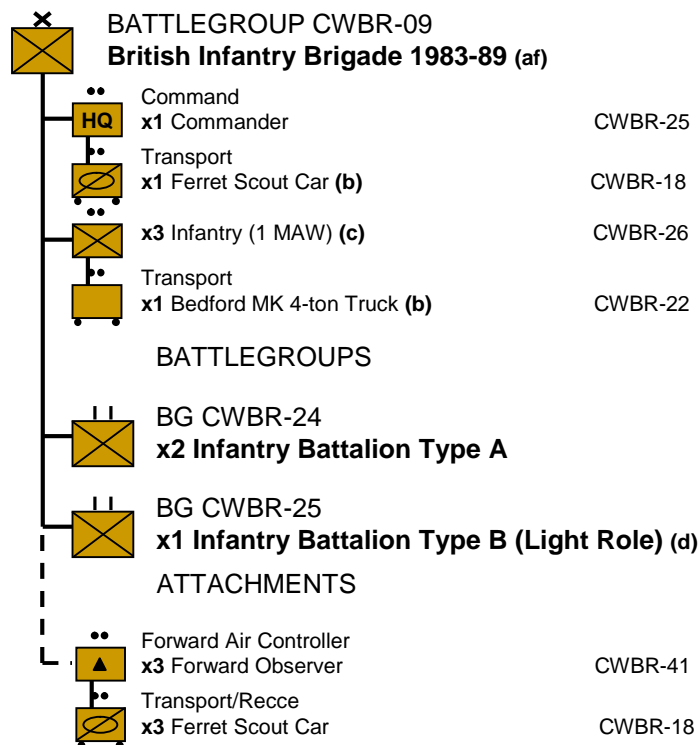 BATTLEGROUP CWBR-09
British Infantry Brigade 1983-89 (af)
Command
HQ x1 Commander CWBR-25
Transport
x1 Ferret Scout Car (b) CWBR-18
x3 Infantry (1 MAW) (c) CWBR-26
Transport
x1 Bedford MK 4-ton Truck (b) CWBR-22
BATTLEGROUPS
BG CWBR-24
x2 Infantry Battalion Type A
BG CWBR-25
x1 Infantry Battalion Type B (Light Role) (d)
ATTACHMENTS
Forward Air Controller
x3 Forward Observer CWBR-41
Transport/Recce
x3 Ferret Scout Car CWBR-18